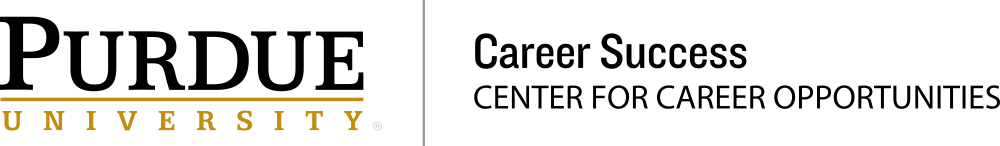 PURDUE
UNIVERSITY®
Career Success
CENTER FOR CAREER OPPORTUNITIES